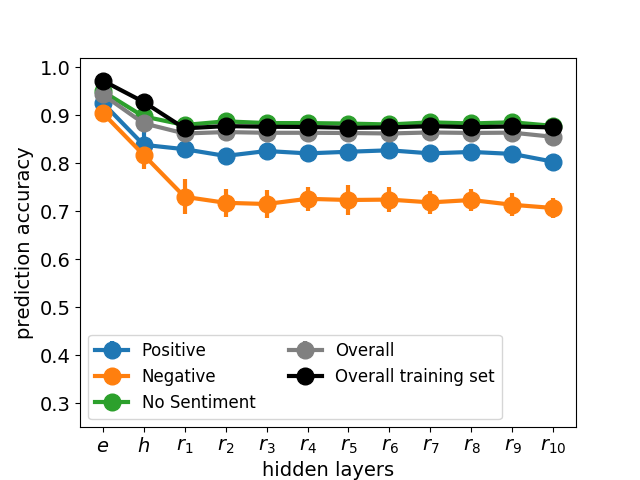 1.0
0.9
0.8
0.7
0.6
0.5
0.4
0.3
prediction accuracy
Positive
Negative
No Sentiment
Overall
Overall training set
e h r1 r2 r3 r4 r5 r6 r7 r8 r9 r10
hidden layers